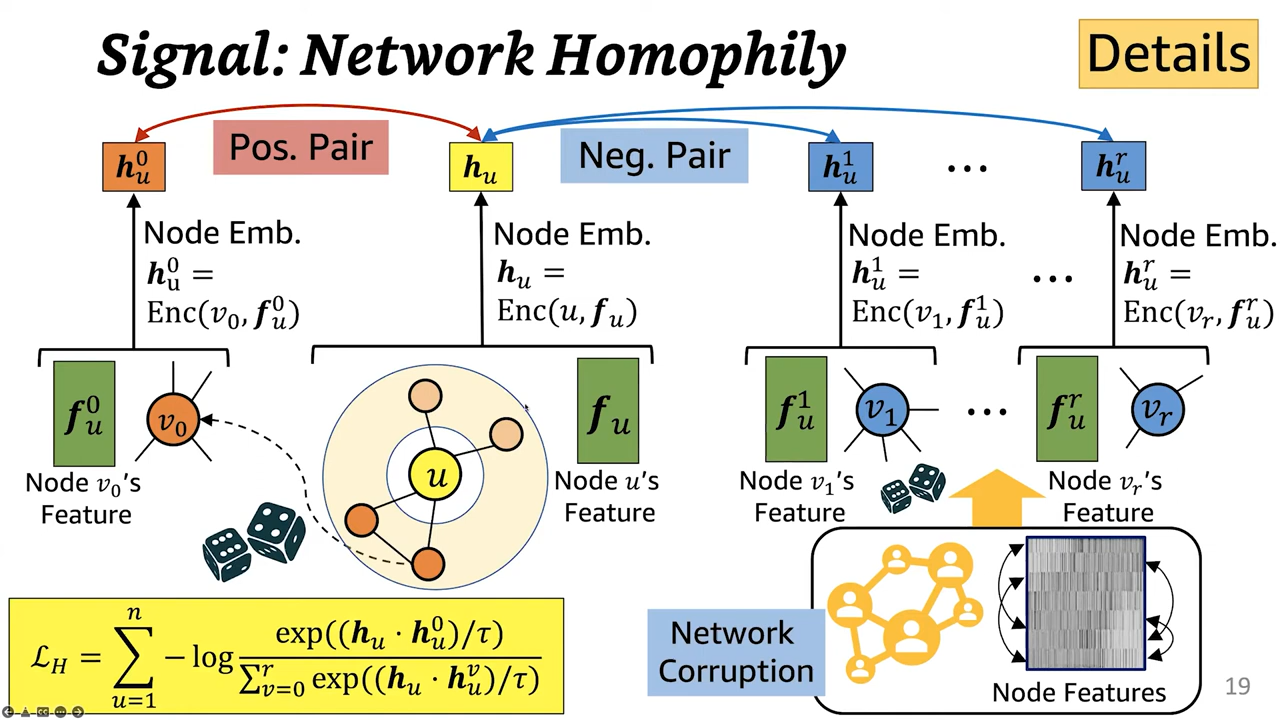 Signal: Network Homophily
Details
Pos. Pair
Neg. Pair
𝒉_u^0
𝒉_u
𝒉_u^1
...
𝒉_u^r
Node Emb.
𝒉_u^0 =
Enc(v_0, 𝒇_u^0)
Node Emb.
𝒉_u =
Enc(u, 𝒇_u)
Node Emb.
𝒉_u^1 =
Enc(v_1, 𝒇_u^1)
...
Node Emb.
𝒉_u^r =
Enc(v_r, 𝒇_u^r)
𝒇_u^0
v_0
u
𝒇_u
𝒇_u^1
v_1
...
𝒇_u^r
v_r
Node v_0's
Feature
Node u's
Feature
Node v_1's
Feature
Node v_r's
Feature
ℒ_H = ∑_{u=1}^{n} −log exp((𝒉_u · 𝒉_u^0)/τ) / ∑_{v=0}^{r} exp((𝒉_u · 𝒉_u^v)/τ)
Network
Corruption
Node Features
19